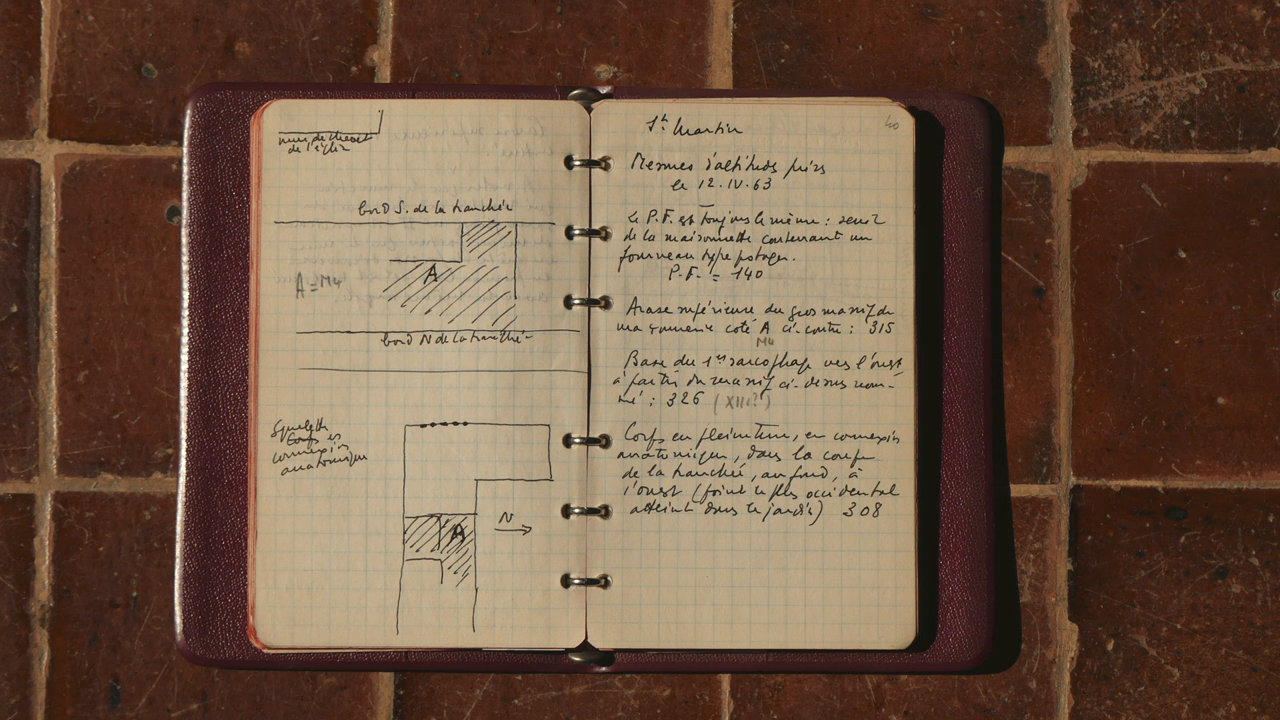 mur de chevet
de l'église
bord S. de la tranchée
A
A = M4
bord N de la tranchée
Squelette
Corps en
connexion
anatomique
A
N
40
St Martin
Mesures d'altitudes prises
le 12.IV.63
Le P.F. est toujours le même : seuil
de la maisonnette contenant un
fourneau type potager.
P.F. = 140
Arase supérieure du gros massif de
maçonnerie coté A ci-contre : 315
M4
Base du 1er sarcophage vers l'ouest
à partir du massif ci-dessus nom-
mé : 326 (XIIe?)
Corps en pleine terre, en connexion
anatomique, dans la coupe
de la tranchée, au fond, à
l'ouest (point le plus occidental
atteint dans le jardin) 308